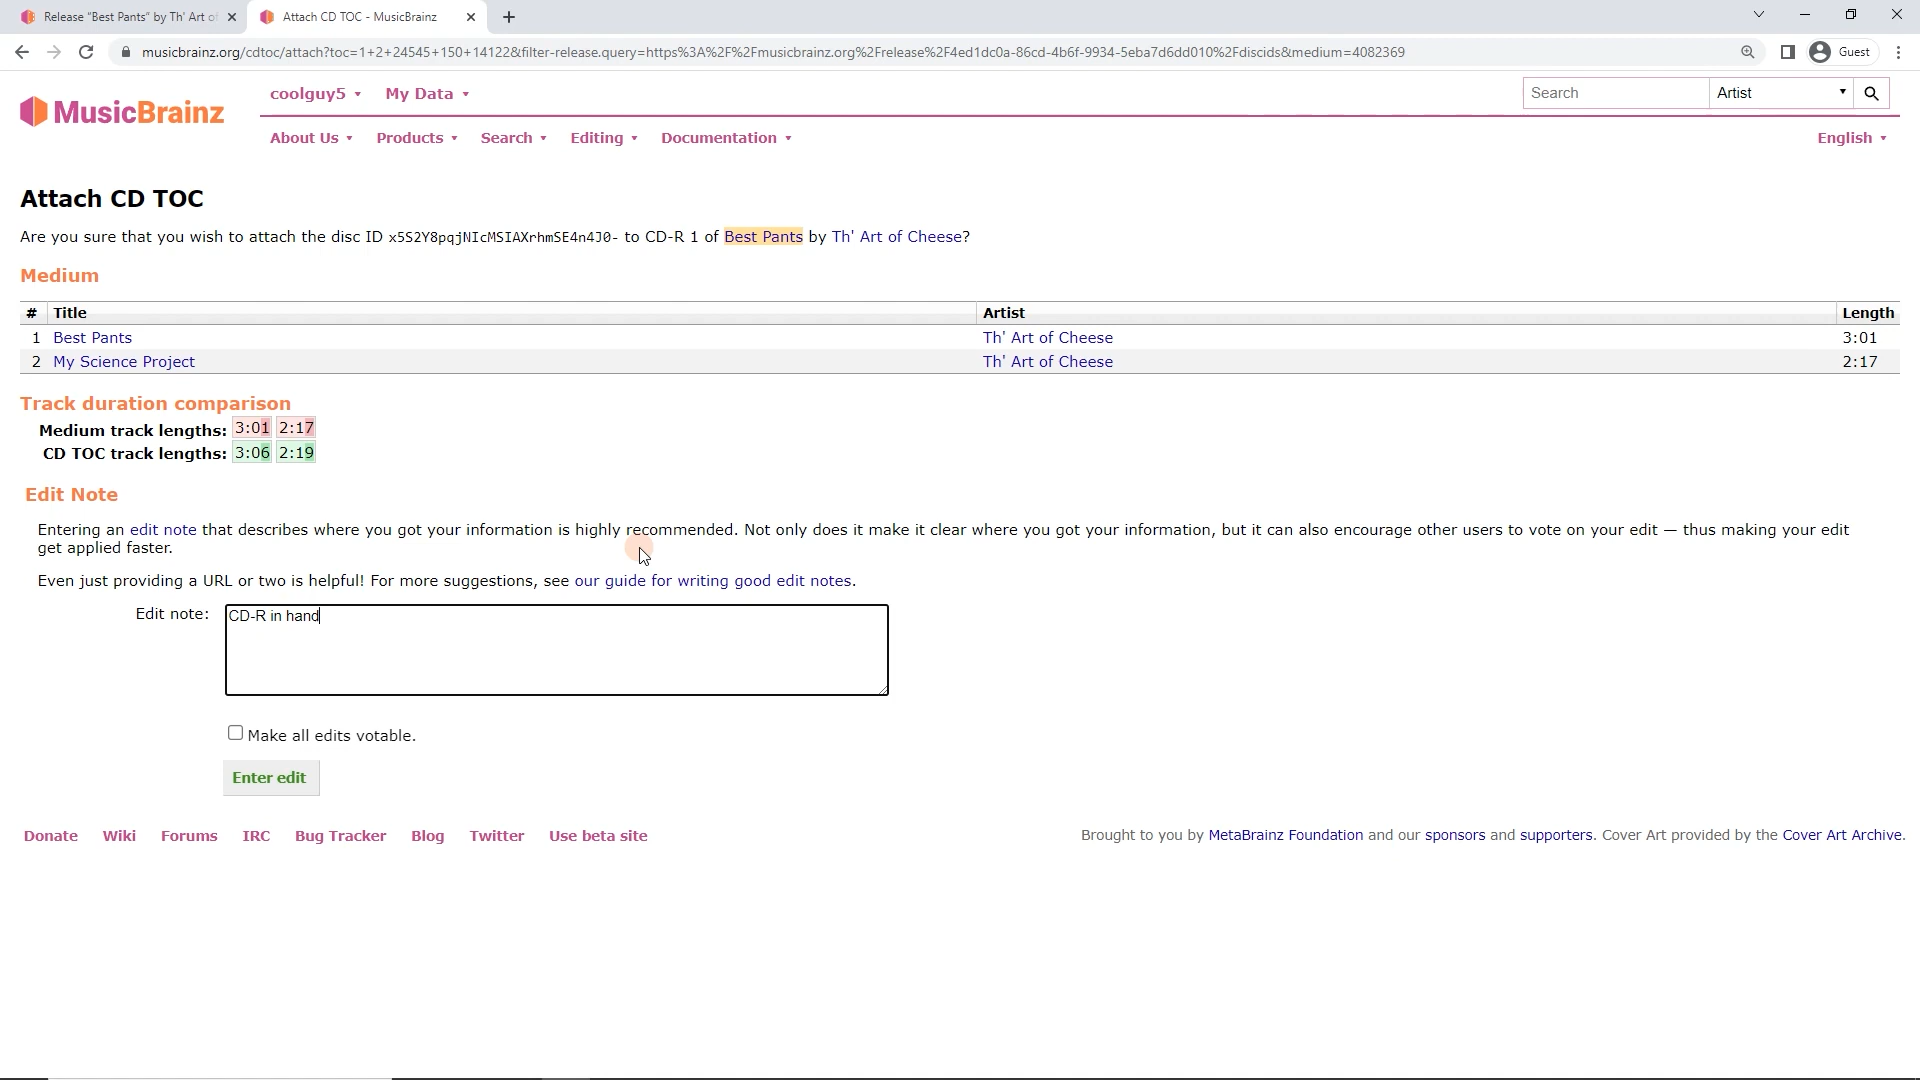 Release “Best Pants” by Th' Art of
Attach CD TOC - MusicBrainz
musicbrainz.org/cdtoc/attach?toc=1+2+24545+150+14122&filter-release.query=https%3A%2F%2Fmusicbrainz.org%2Frelease%2F4ed1dc0a-86cd-4b6f-9934-5eba7d6dd010%2Fdiscids&medium=4082369
Guest
MusicBrainz
coolguy5 My Data
Search Artist
About Us Products Search Editing Documentation English
Attach CD TOC
Are you sure that you wish to attach the disc ID x5S2Y8pqjNIcMSIAXrhmSE4n4J0- to CD-R 1 of Best Pants by Th' Art of Cheese?
Medium
# Title Artist Length
1 Best Pants Th' Art of Cheese 3:01
2 My Science Project Th' Art of Cheese 2:17
Track duration comparison
Medium track lengths: 3:01 2:17
CD TOC track lengths: 3:06 2:19
Edit Note
Entering an edit note that describes where you got your information is highly recommended. Not only does it make it clear where you got your information, but it can also encourage other users to vote on your edit — thus making your edit
get applied faster.
Even just providing a URL or two is helpful! For more suggestions, see our guide for writing good edit notes.
Edit note: CD-R in hand
Make all edits votable.
Enter edit
Donate Wiki Forums IRC Bug Tracker Blog Twitter Use beta site
Brought to you by MetaBrainz Foundation and our sponsors and supporters. Cover Art provided by the Cover Art Archive.